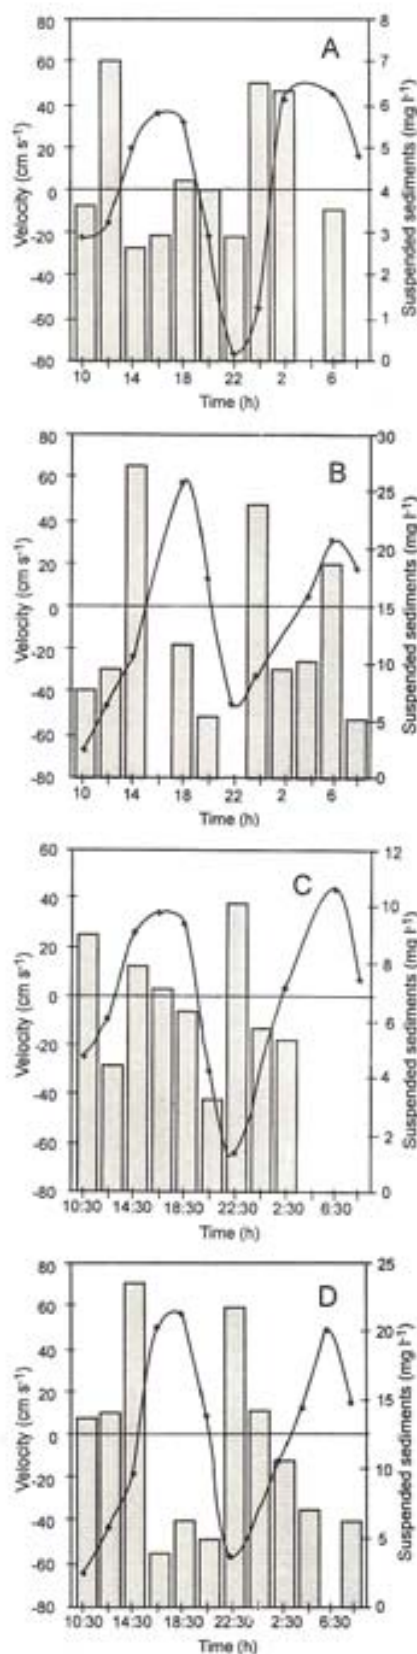 A
80 60 40 20 0 -20 -40 -60 -80
Velocity (cm s⁻¹)
8 7 6 5 4 3 2 1 0
Suspended sediments (mg l⁻¹)
10 14 18 22 2 6
Time (h)
B
80 60 40 20 0 -20 -40 -60 -80
Velocity (cm s⁻¹)
30 25 20 15 10 5 0
Suspended sediments (mg l⁻¹)
10 14 18 22 2 6
Time (h)
C
60 40 20 0 -20 -40 -60 -80
Velocity (cm s⁻¹)
12 10 8 6 4 2 0
Suspended sediments (mg l⁻¹)
10:30 14:30 18:30 22:30 2:30 6:30
Time (h)
D
80 60 40 20 0 -20 -40 -60 -80
Velocity (cm s⁻¹)
25 20 15 10 5 0
Suspended sediments (mg l⁻¹)
10:30 14:30 18:30 22:30 2:30 6:30
Time (h)